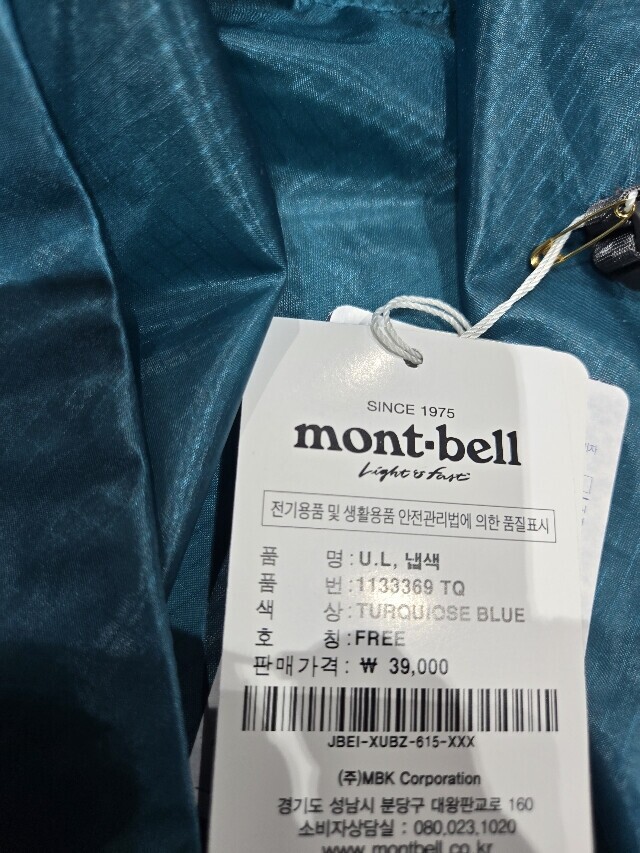 SINCE 1975
mont-bell
Light & Fast
전기용품 및 생활용품 안전관리법에 의한 품질표시
품 명 : U.L, 냅색
품 번 : 1133369 TQ
색 상 : TURQUIOSE BLUE
호 칭 : FREE
판매가격 : ₩ 39,000
JBEI-XUBZ-615-XXX
(주)MBK Corporation
경기도 성남시 분당구 대왕판교로 160
소비자상담실 : 080.023.1020
www.montbell.co.kr